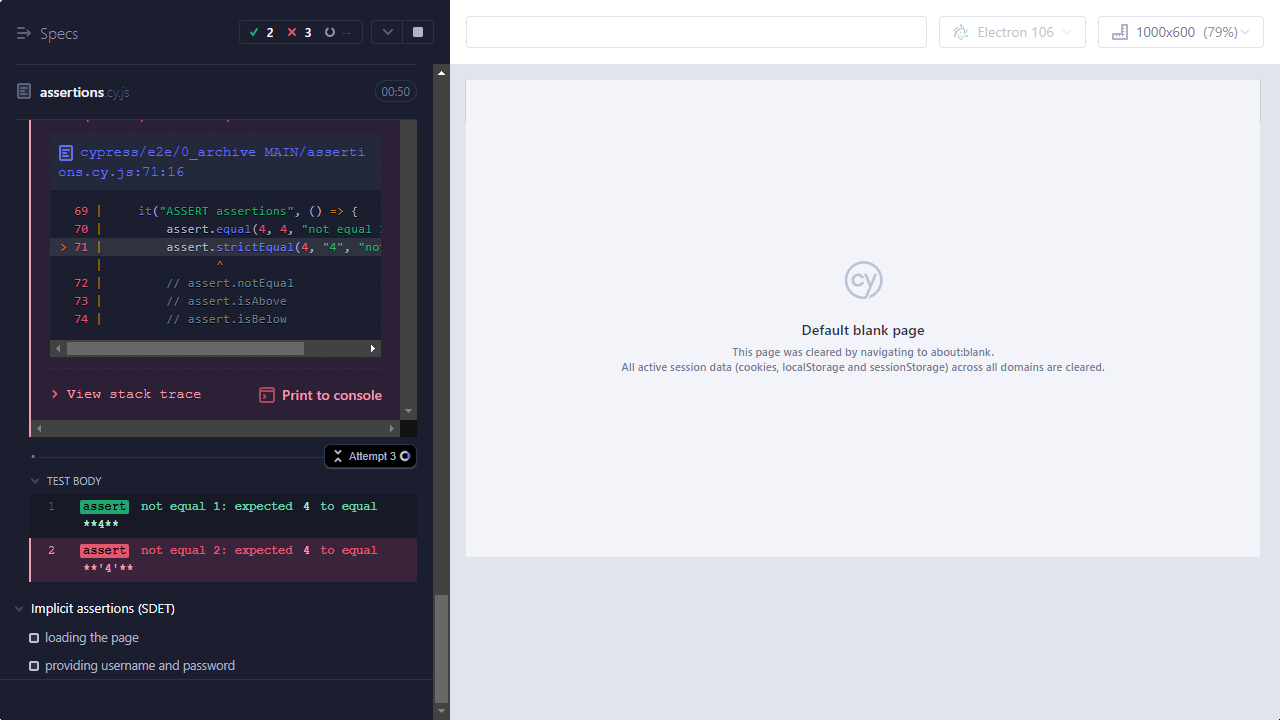 Specs
2
3
--
Electron 106
1000x600 (79%)
assertions.cy.js
00:50
cypress/e2e/0_archive MAIN/asserti
ons.cy.js:71:16
69 | it("ASSERT assertions", () => {
70 | assert.equal(4, 4, "not equal
> 71 | assert.strictEqual(4, "4", "no
| ^
72 | // assert.notEqual
73 | // assert.isAbove
74 | // assert.isBelow
View stack trace
Print to console
Attempt 3
TEST BODY
1 assert not equal 1: expected 4 to equal
**4**
2 assert not equal 2: expected 4 to equal
**'4'**
Implicit assertions (SDET)
loading the page
providing username and password
cy
Default blank page
This page was cleared by navigating to about:blank.
All active session data (cookies, localStorage and sessionStorage) across all domains are cleared.